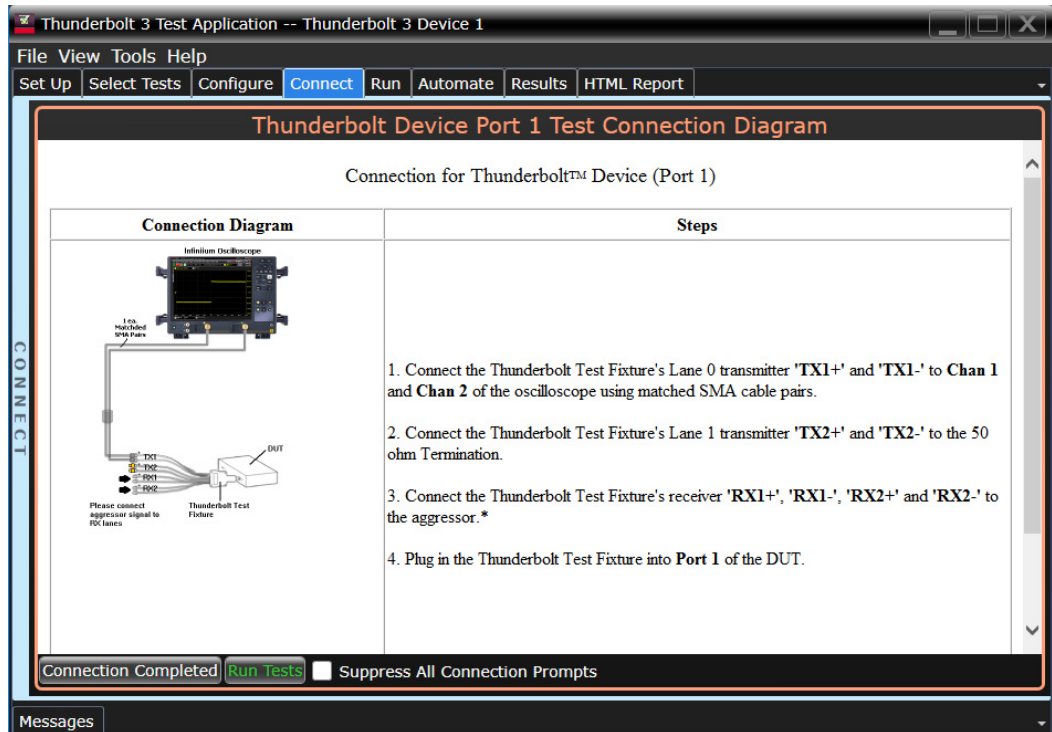 Thunderbolt 3 Test Application -- Thunderbolt 3 Device 1
File View Tools Help
Set Up Select Tests Configure Connect Run Automate Results HTML Report
CONNECT
Thunderbolt Device Port 1 Test Connection Diagram
Connection for Thunderbolt™ Device (Port 1)
Connection Diagram
Infiniium Oscilloscope
1 ea.
Matchded
SMA Pairs
DUT
TX1
TX2
RX1
RX2
Please connect
aggressor signal to
RX lanes
Thunderbolt Test
Fixture
Steps
1. Connect the Thunderbolt Test Fixture's Lane 0 transmitter 'TX1+' and 'TX1-' to Chan 1
and Chan 2 of the oscilloscope using matched SMA cable pairs.
2. Connect the Thunderbolt Test Fixture's Lane 1 transmitter 'TX2+' and 'TX2-' to the 50
ohm Termination.
3. Connect the Thunderbolt Test Fixture's receiver 'RX1+', 'RX1-', 'RX2+' and 'RX2-' to
the aggressor.*
4. Plug in the Thunderbolt Test Fixture into Port 1 of the DUT.
Connection Completed Run Tests Suppress All Connection Prompts
Messages